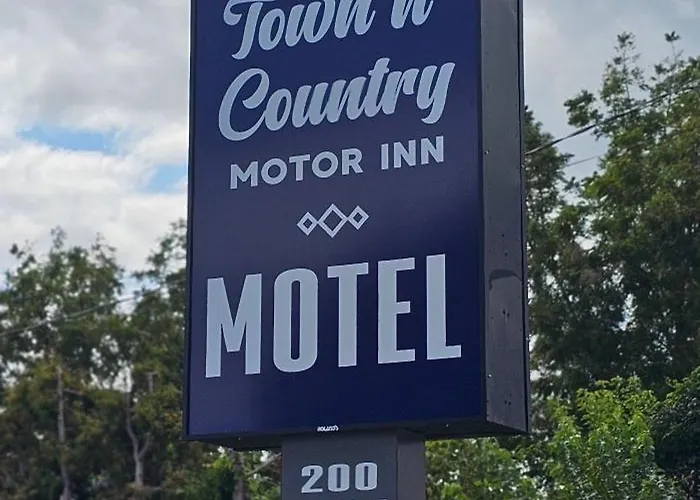 Town n'
Country
MOTOR INN
MOTEL
200